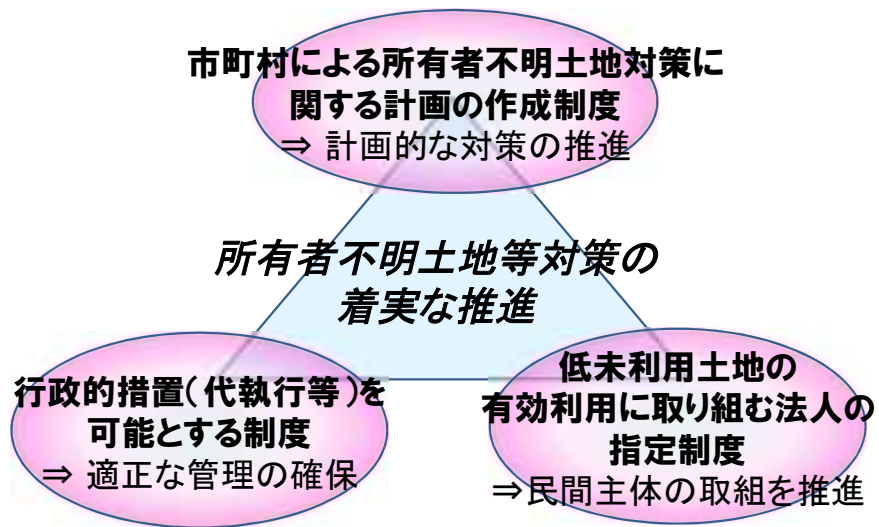 市町村による所有者不明土地対策に
関する計画の作成制度
⇒ 計画的な対策の推進
所有者不明土地等対策の
着実な推進
行政的措置(代執行等)を
可能とする制度
⇒ 適正な管理の確保
低未利用土地の
有効利用に取り組む法人の
指定制度
⇒民間主体の取組を推進